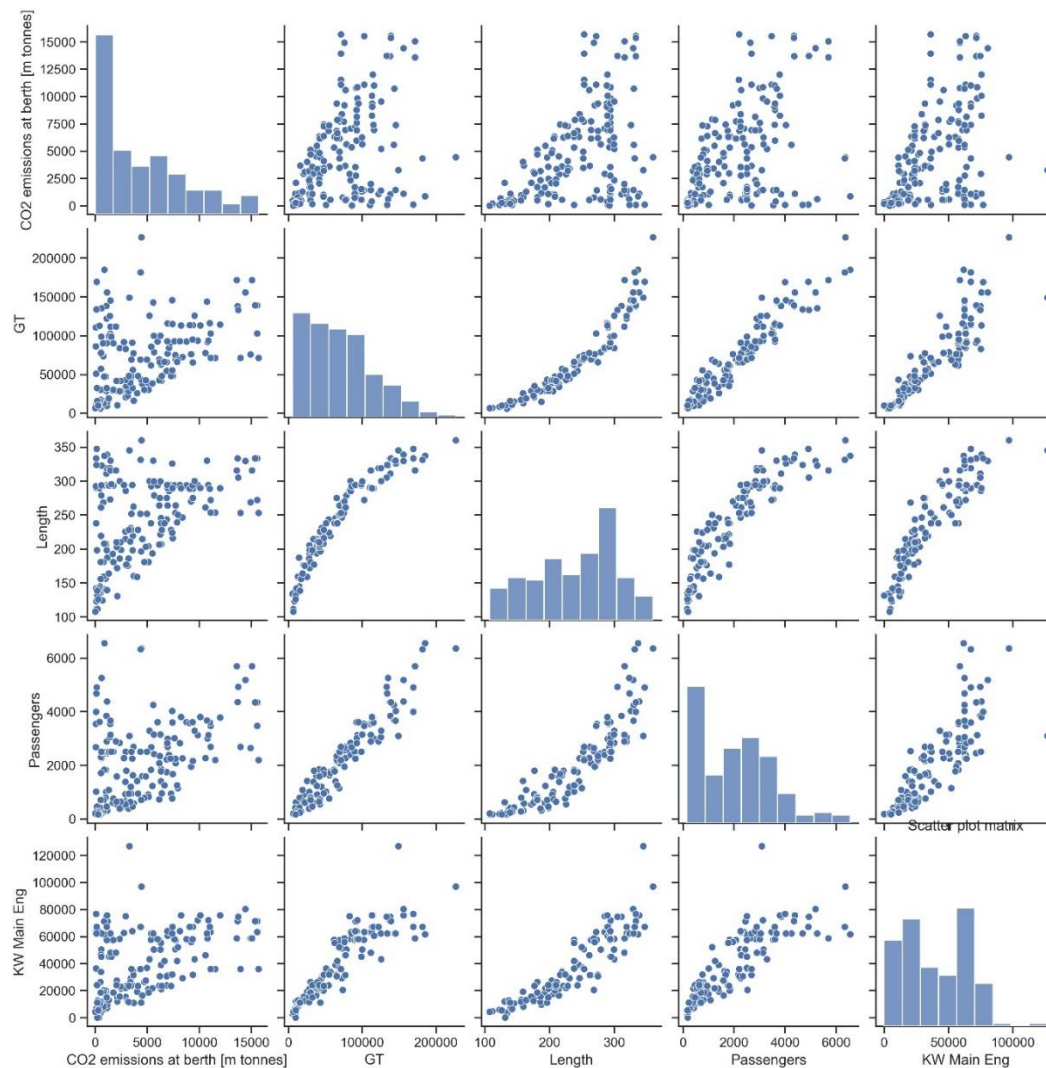 CO2 emissions at berth [m tonnes]
15000
12500
10000
7500
5000
2500
0
GT
200000
150000
100000
50000
0
Length
350
300
250
200
150
100
Passengers
6000
4000
2000
0
Scatter plot matrix
KW Main Eng
120000
100000
80000
60000
40000
20000
0
0 5000 10000 15000
0 100000 200000
100 200 300
0 2000 4000 6000
0 50000 100000
CO2 emissions at berth [m tonnes]
GT
Length
Passengers
KW Main Eng